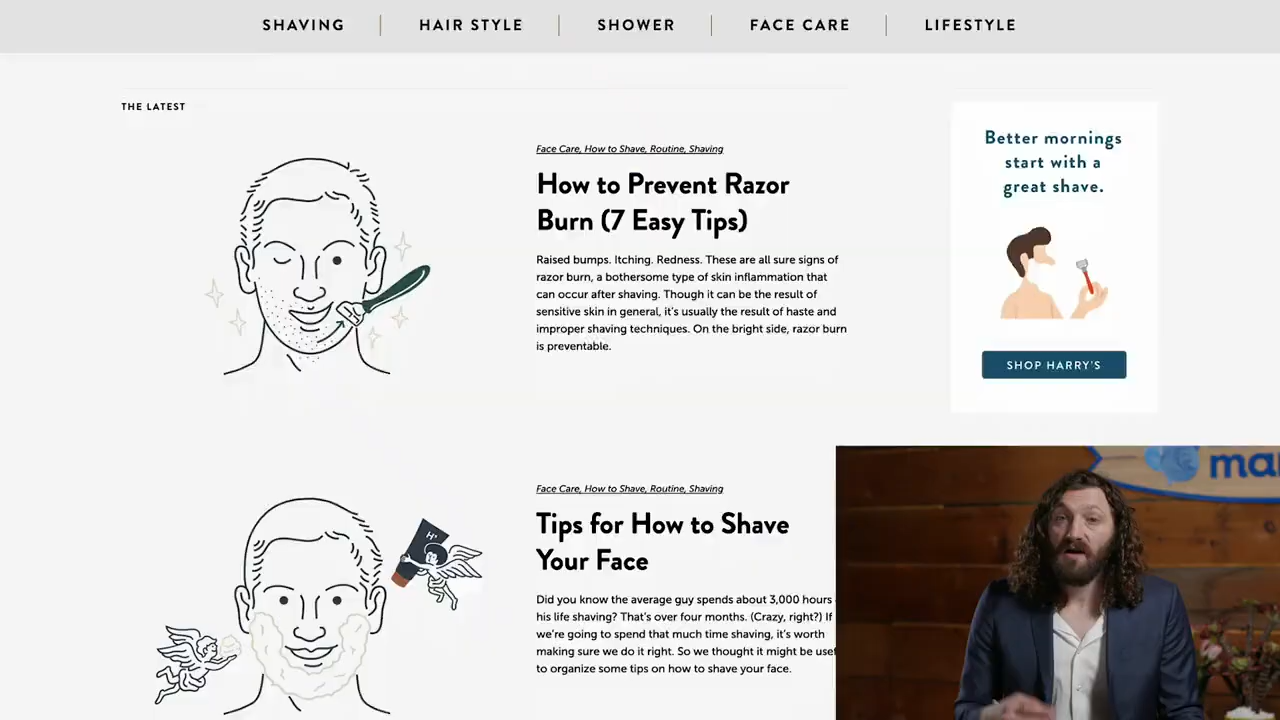 SHAVING
HAIR STYLE
SHOWER
FACE CARE
LIFESTYLE
THE LATEST
Face Care, How to Shave, Routine, Shaving
How to Prevent Razor
Burn (7 Easy Tips)
Raised bumps. Itching. Redness. These are all sure signs of
razor burn, a bothersome type of skin inflammation that
can occur after shaving. Though it can be the result of
sensitive skin in general, it's usually the result of haste and
improper shaving techniques. On the bright side, razor burn
is preventable.
Better mornings
start with a
great shave.
SHOP HARRY'S
Face Care, How to Shave, Routine, Shaving
Tips for How to Shave
Your Face
Did you know the average guy spends about 3,000 hours
his life shaving? That's over four months. (Crazy, right?) If
we're going to spend that much time shaving, it's worth
making sure we do it right. So we thought it might be
to organize some tips on how to shave your face.
H's